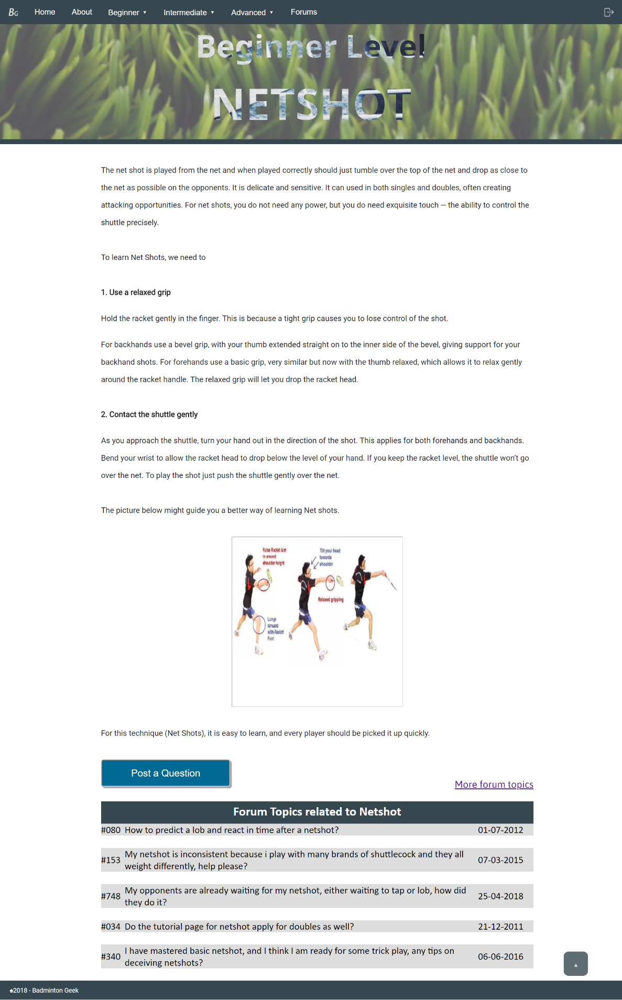 BG Home About Beginner ▼ Intermediate ▼ Advanced ▼ Forums
Beginner Level
NETSHOT
The net shot is played from the net and when played correctly should just tumble over the top of the net and drop as close to
the net as possible on the opponents. It is delicate and sensitive. It can used in both singles and doubles, often creating
attacking opportunities. For net shots, you do not need any power, but you do need exquisite touch — the ability to control the
shuttle precisely.
To learn Net Shots, we need to
1. Use a relaxed grip
Hold the racket gently in the finger. This is because a tight grip causes you to lose control of the shot.
For backhands use a bevel grip, with your thumb extended straight on to the inner side of the bevel, giving support for your
backhand shots. For forehands use a basic grip, very similar but now with the thumb relaxed, which allows it to relax gently
around the racket handle. The relaxed grip will let you drop the racket head.
2. Contact the shuttle gently
As you approach the shuttle, turn your hand out in the direction of the shot. This applies for both forehands and backhands.
Bend your wrist to allow the racket head to drop below the level of your hand. If you keep the racket level, the shuttle won't go
over the net. To play the shot just push the shuttle gently over the net.
The picture below might guide you a better way of learning Net shots.
Raise Racket Arm
to around
shoulder height
Tilt your head
towards
shoulder
Relaxed gripping
Lunge
forward
with Racket
Foot
For this technique (Net Shots), it is easy to learn, and every player should be picked it up quickly.
Post a Question
More forum topics
Forum Topics related to Netshot
#080 How to predict a lob and react in time after a netshot? 01-07-2012
#153 My netshot is inconsistent because i play with many brands of shuttlecock and they all
weight differently, help please? 07-03-2015
#748 My opponents are already waiting for my netshot, either waiting to tap or lob, how did
they do it? 25-04-2018
#034 Do the tutorial page for netshot apply for doubles as well? 21-12-2011
#340 I have mastered basic netshot, and I think I am ready for some trick play, any tips on
deceiving netshots? 06-06-2016
♠2018 - Badminton Geek